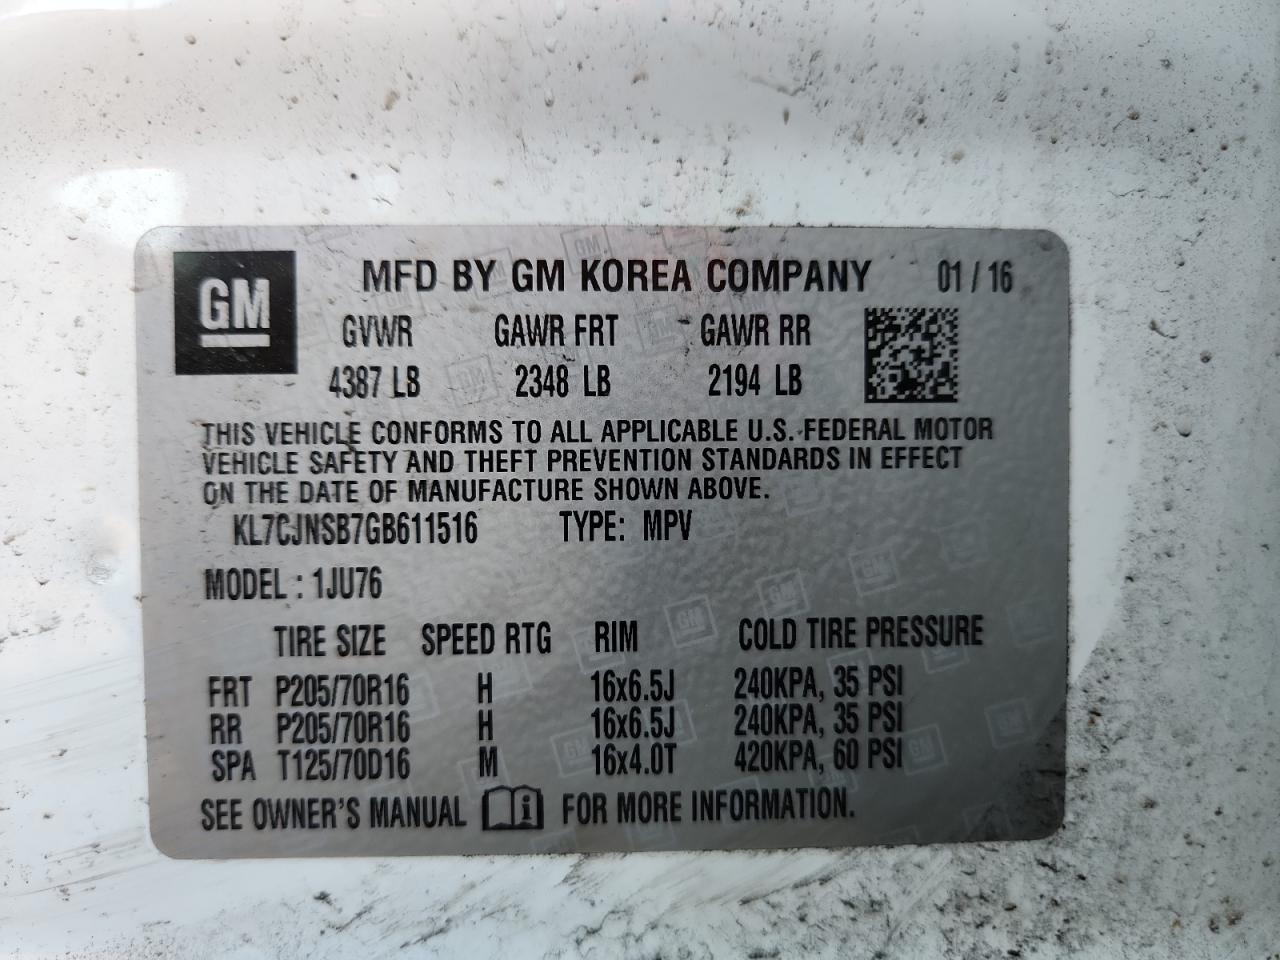 GM MFD BY GM KOREA COMPANY 01 / 16
GVWR GAWR FRT GAWR RR
4387 LB 2348 LB 2194 LB
THIS VEHICLE CONFORMS TO ALL APPLICABLE U.S. FEDERAL MOTOR
VEHICLE SAFETY AND THEFT PREVENTION STANDARDS IN EFFECT
ON THE DATE OF MANUFACTURE SHOWN ABOVE.
KL7CJNSB7GB611516 TYPE: MPV
MODEL : 1JU76
TIRE SIZE SPEED RTG RIM COLD TIRE PRESSURE
FRT P205/70R16 H 16x6.5J 240KPA, 35 PSI
RR P205/70R16 H 16x6.5J 240KPA, 35 PSI
SPA T125/70D16 M 16x4.0T 420KPA, 60 PSI
SEE OWNER'S MANUAL i FOR MORE INFORMATION.